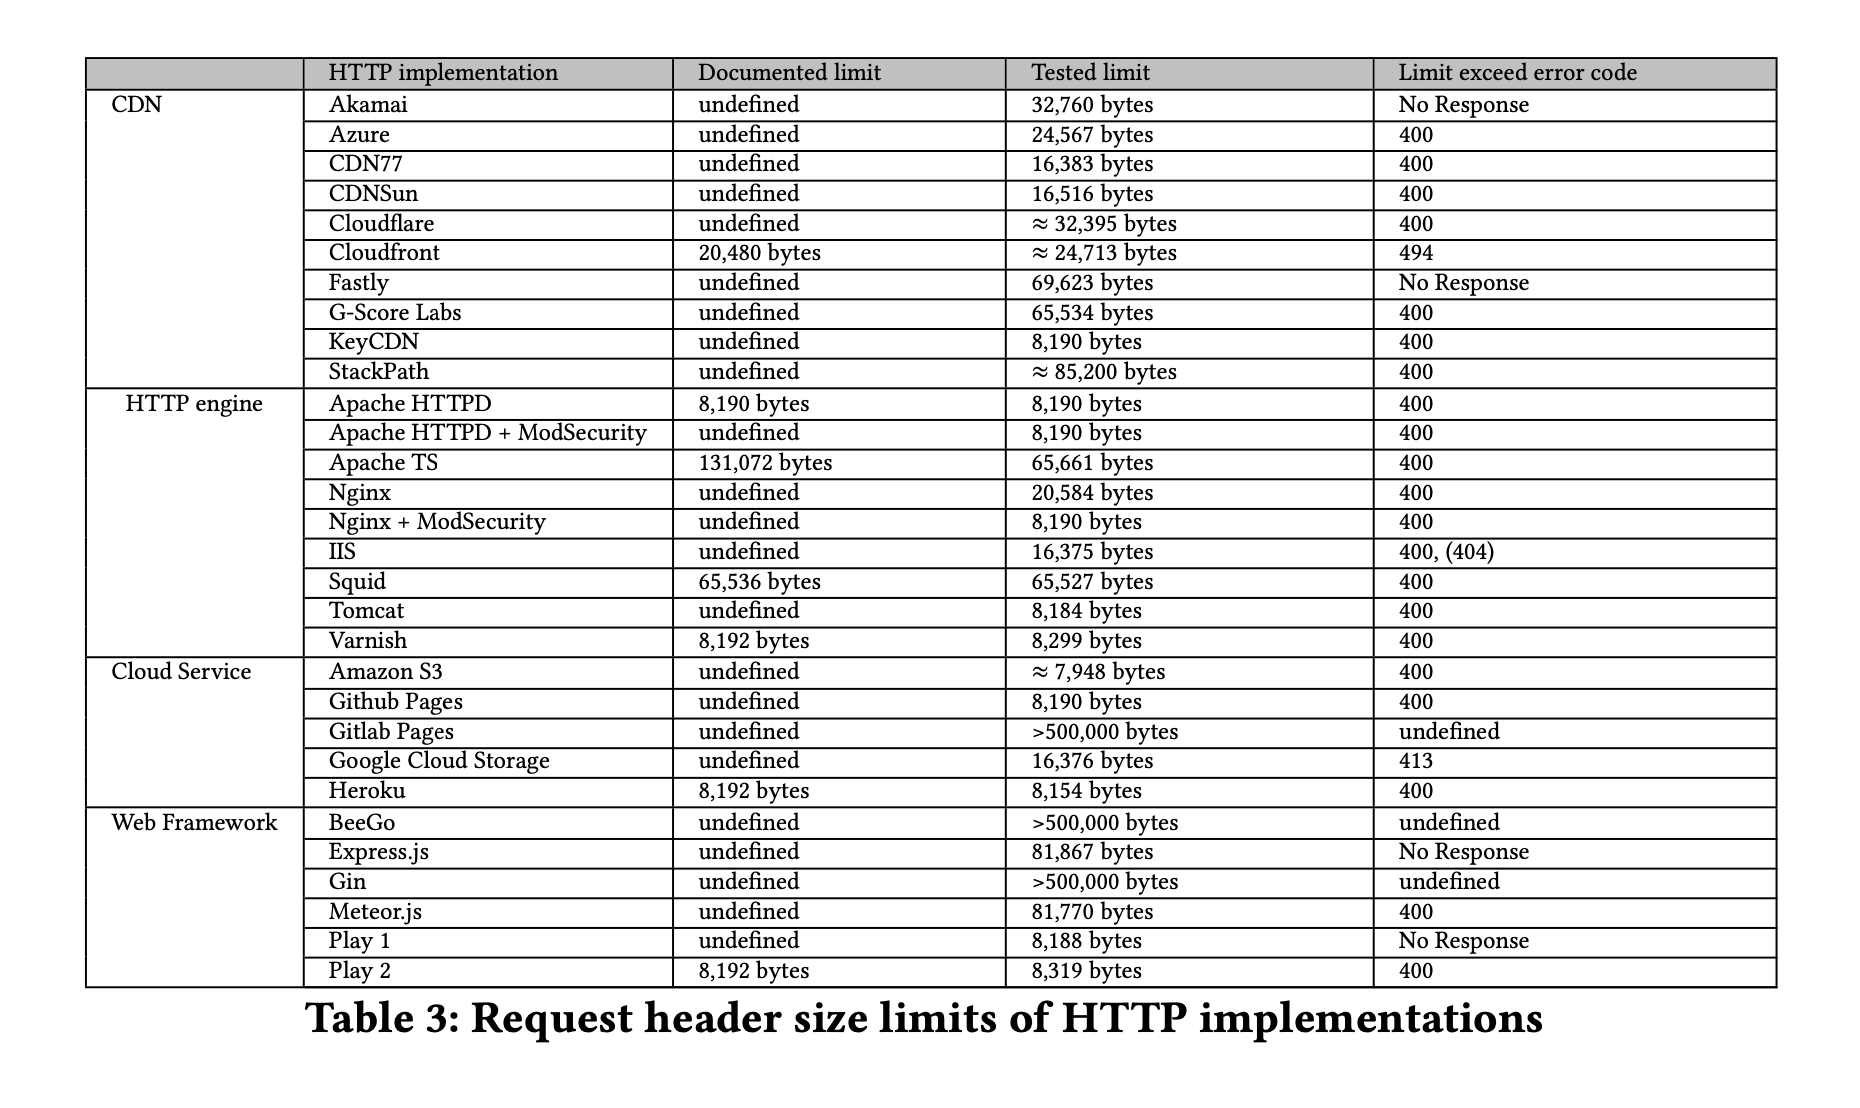 HTTP implementation Documented limit Tested limit Limit exceed error code
CDN Akamai undefined 32,760 bytes No Response
Azure undefined 24,567 bytes 400
CDN77 undefined 16,383 bytes 400
CDNSun undefined 16,516 bytes 400
Cloudflare undefined ≈ 32,395 bytes 400
Cloudfront 20,480 bytes ≈ 24,713 bytes 494
Fastly undefined 69,623 bytes No Response
G-Score Labs undefined 65,534 bytes 400
KeyCDN undefined 8,190 bytes 400
StackPath undefined ≈ 85,200 bytes 400
HTTP engine Apache HTTPD 8,190 bytes 8,190 bytes 400
Apache HTTPD + ModSecurity undefined 8,190 bytes 400
Apache TS 131,072 bytes 65,661 bytes 400
Nginx undefined 20,584 bytes 400
Nginx + ModSecurity undefined 8,190 bytes 400
IIS undefined 16,375 bytes 400, (404)
Squid 65,536 bytes 65,527 bytes 400
Tomcat undefined 8,184 bytes 400
Varnish 8,192 bytes 8,299 bytes 400
Cloud Service Amazon S3 undefined ≈ 7,948 bytes 400
Github Pages undefined 8,190 bytes 400
Gitlab Pages undefined >500,000 bytes undefined
Google Cloud Storage undefined 16,376 bytes 413
Heroku 8,192 bytes 8,154 bytes 400
Web Framework BeeGo undefined >500,000 bytes undefined
Express.js undefined 81,867 bytes No Response
Gin undefined >500,000 bytes undefined
Meteor.js undefined 81,770 bytes 400
Play 1 undefined 8,188 bytes No Response
Play 2 8,192 bytes 8,319 bytes 400
Table 3: Request header size limits of HTTP implementations